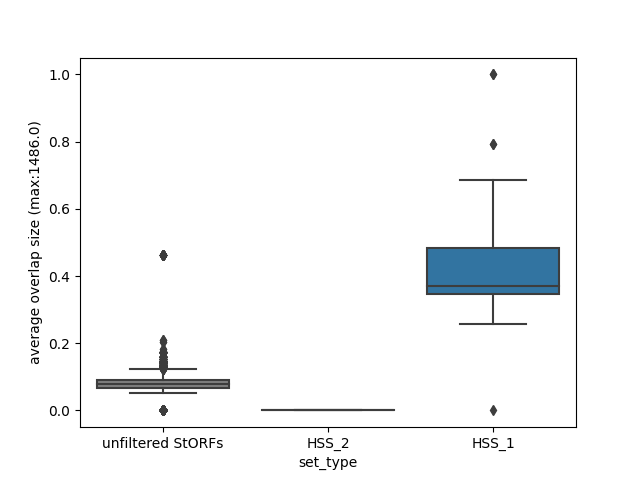 average overlap size (max:1486.0)
1.0
0.8
0.6
0.4
0.2
0.0
unfiltered StORFs
HSS_2
HSS_1
set_type